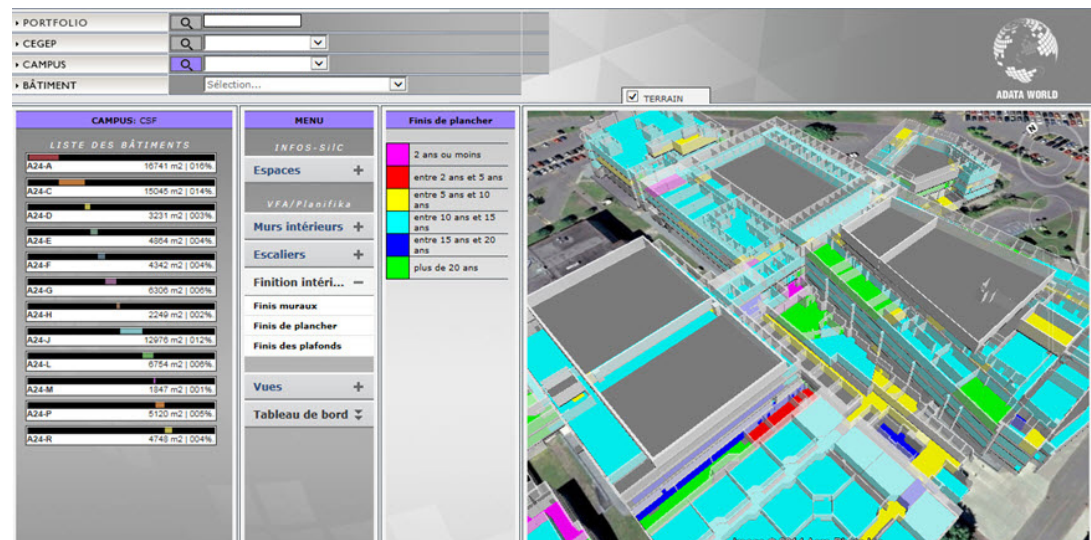 PORTFOLIO
CEGEP
CAMPUS
BÂTIMENT
Sélection...
TERRAIN
ADATA WORLD
CAMPUS: CSF
LISTE DES BÂTIMENTS
A24-A 16741 m2 | 016%
A24-C 15045 m2 | 014%
A24-D 3231 m2 | 003%
A24-E 4864 m2 | 004%
A24-F 4342 m2 | 004%
A24-G 6306 m2 | 006%
A24-H 2249 m2 | 002%
A24-J 12976 m2 | 012%
A24-L 6754 m2 | 006%
A24-M 1847 m2 | 001%
A24-P 5120 m2 | 005%
A24-R 4748 m2 | 004%
MENU
INFOS-SilC
Espaces +
VFA/Planifika
Murs intérieurs +
Escaliers +
Finition intéri... −
Finis muraux
Finis de plancher
Finis des plafonds
Vues +
Tableau de bord
Finis de plancher
2 ans ou moins
entre 2 ans et 5 ans
entre 5 ans et 10
ans
entre 10 ans et 15
ans
entre 15 ans et 20
ans
plus de 20 ans